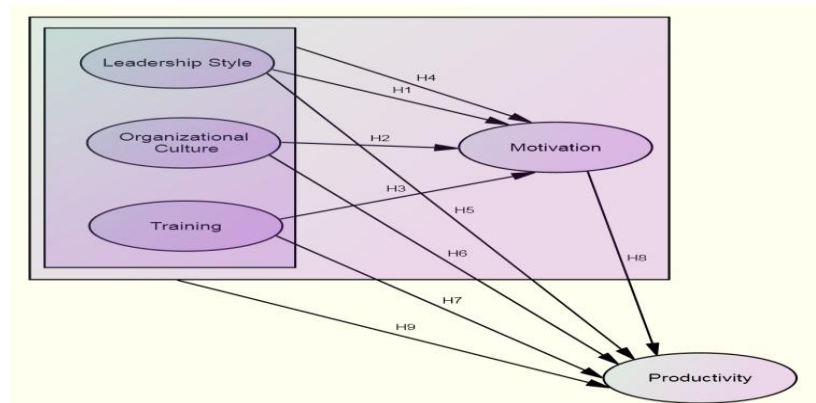 Leadership Style
H4
H1
Organizational
Culture
H2
Motivation
H3
Training
H5
H6
H8
H7
H9
Productivity